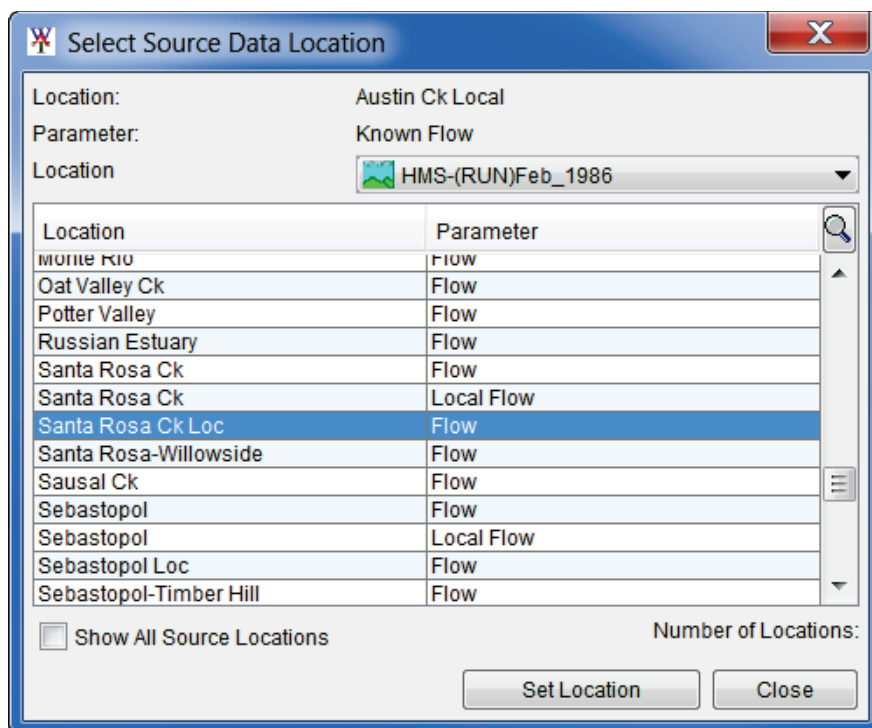 Select Source Data Location
Location: Austin Ck Local
Parameter: Known Flow
Location HMS-(RUN)Feb_1986
Location Parameter
Monte Rio Flow
Oat Valley Ck Flow
Potter Valley Flow
Russian Estuary Flow
Santa Rosa Ck Flow
Santa Rosa Ck Local Flow
Santa Rosa Ck Loc Flow
Santa Rosa-Willowside Flow
Sausal Ck Flow
Sebastopol Flow
Sebastopol Local Flow
Sebastopol Loc Flow
Sebastopol-Timber Hill Flow
Show All Source Locations Number of Locations:
Set Location Close